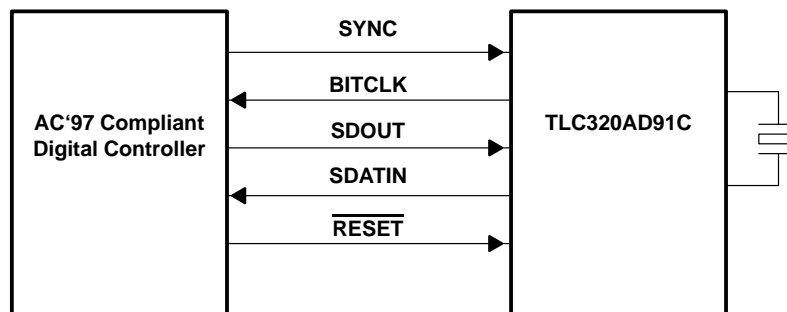 SYNC
BITCLK
AC‘97 Compliant
Digital Controller
SDOUT
SDATIN
RESET
TLC320AD91C